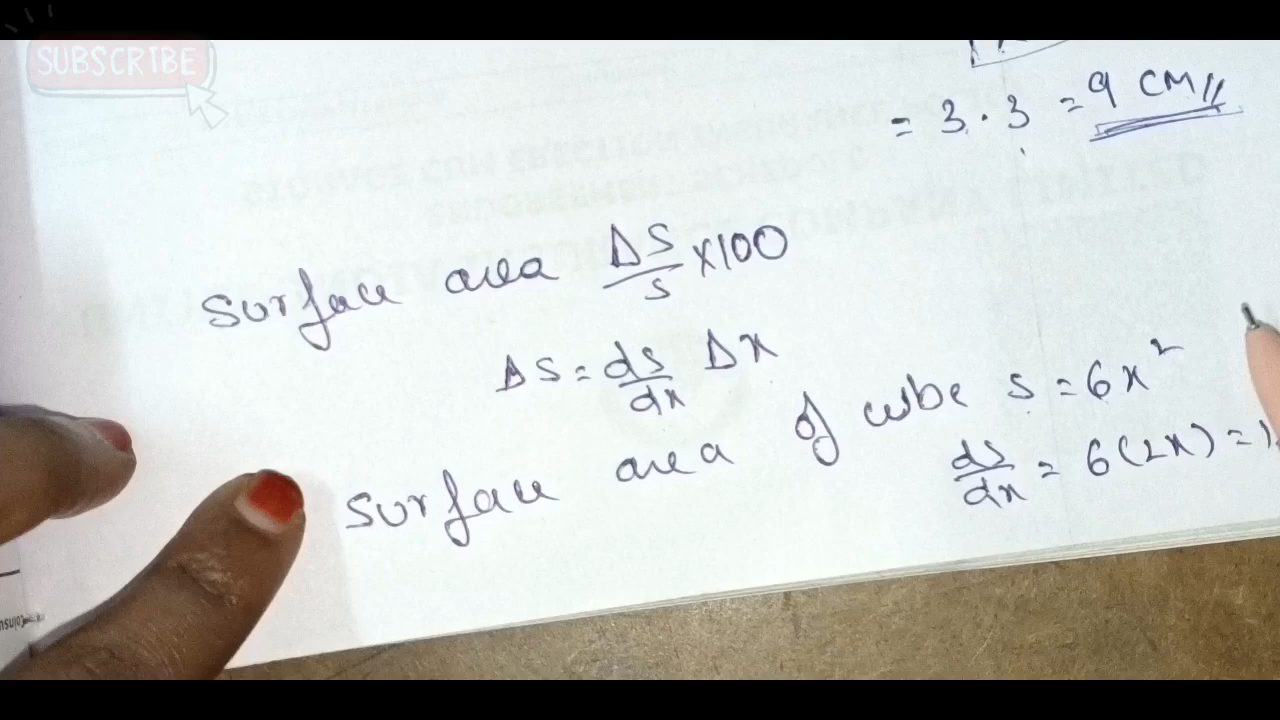 SUBSCRIBE
= 3.3 = 9 CM//
Surface area ΔS/S ×100
ΔS = ds/dx Δx
Surface area of cube s = 6x²
ds/dx = 6(2x) = 1